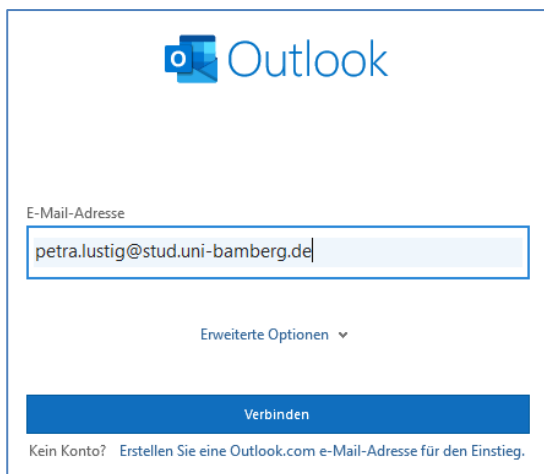 Outlook
E-Mail-Adresse
petra.lustig@stud.uni-bamberg.de
Erweiterte Optionen
Verbinden
Kein Konto? Erstellen Sie eine Outlook.com e-Mail-Adresse für den Einstieg.